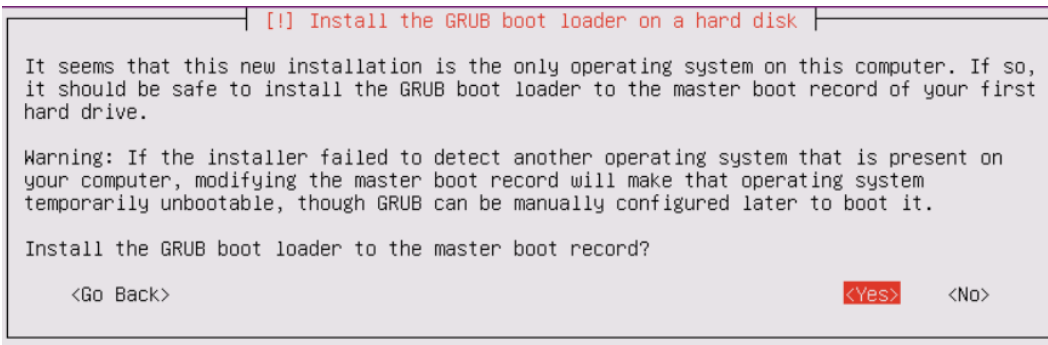 [!] Install the GRUB boot loader on a hard disk
It seems that this new installation is the only operating system on this computer. If so,
it should be safe to install the GRUB boot loader to the master boot record of your first
hard drive.
Warning: If the installer failed to detect another operating system that is present on
your computer, modifying the master boot record will make that operating system
temporarily unbootable, though GRUB can be manually configured later to boot it.
Install the GRUB boot loader to the master boot record?
<Go Back> <Yes> <No>